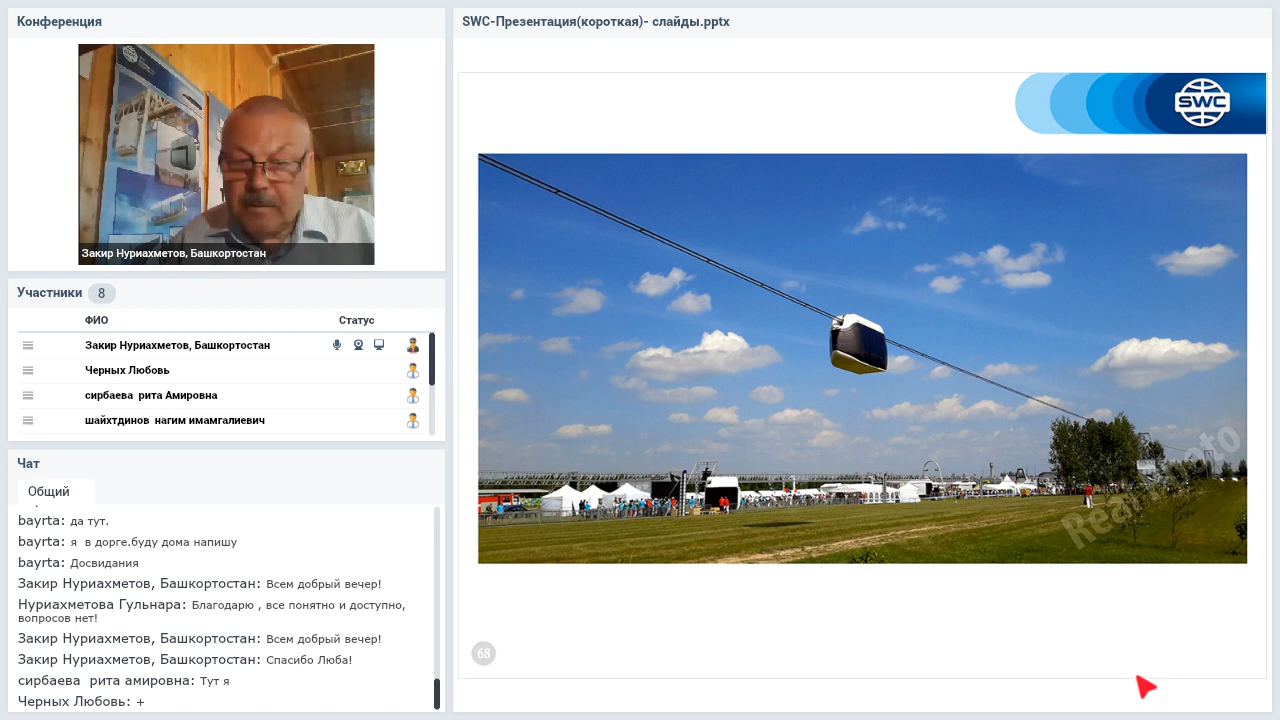 Конференция
Закир Нуриахметов, Башкортостан
Участники 8
ФИО Статус
Закир Нуриахметов, Башкортостан
Черных Любовь
сирбаева рита Амировна
шайхтдинов нагим имамгалиевич
Чат
Общий
bayrta: да тут.
bayrta: я в дорге.буду дома напишу
bayrta: Досвидания
Закир Нуриахметов, Башкортостан: Всем добрый вечер!
Нуриахметова Гульнара: Благодарю , все понятно и доступно,
вопросов нет!
Закир Нуриахметов, Башкортостан: Всем добрый вечер!
Закир Нуриахметов, Башкортостан: Спасибо Люба!
сирбаева рита амировна: Тут я
Черных Любовь: +
SWC-Презентация(короткая)- слайды.pptx
SWC
68